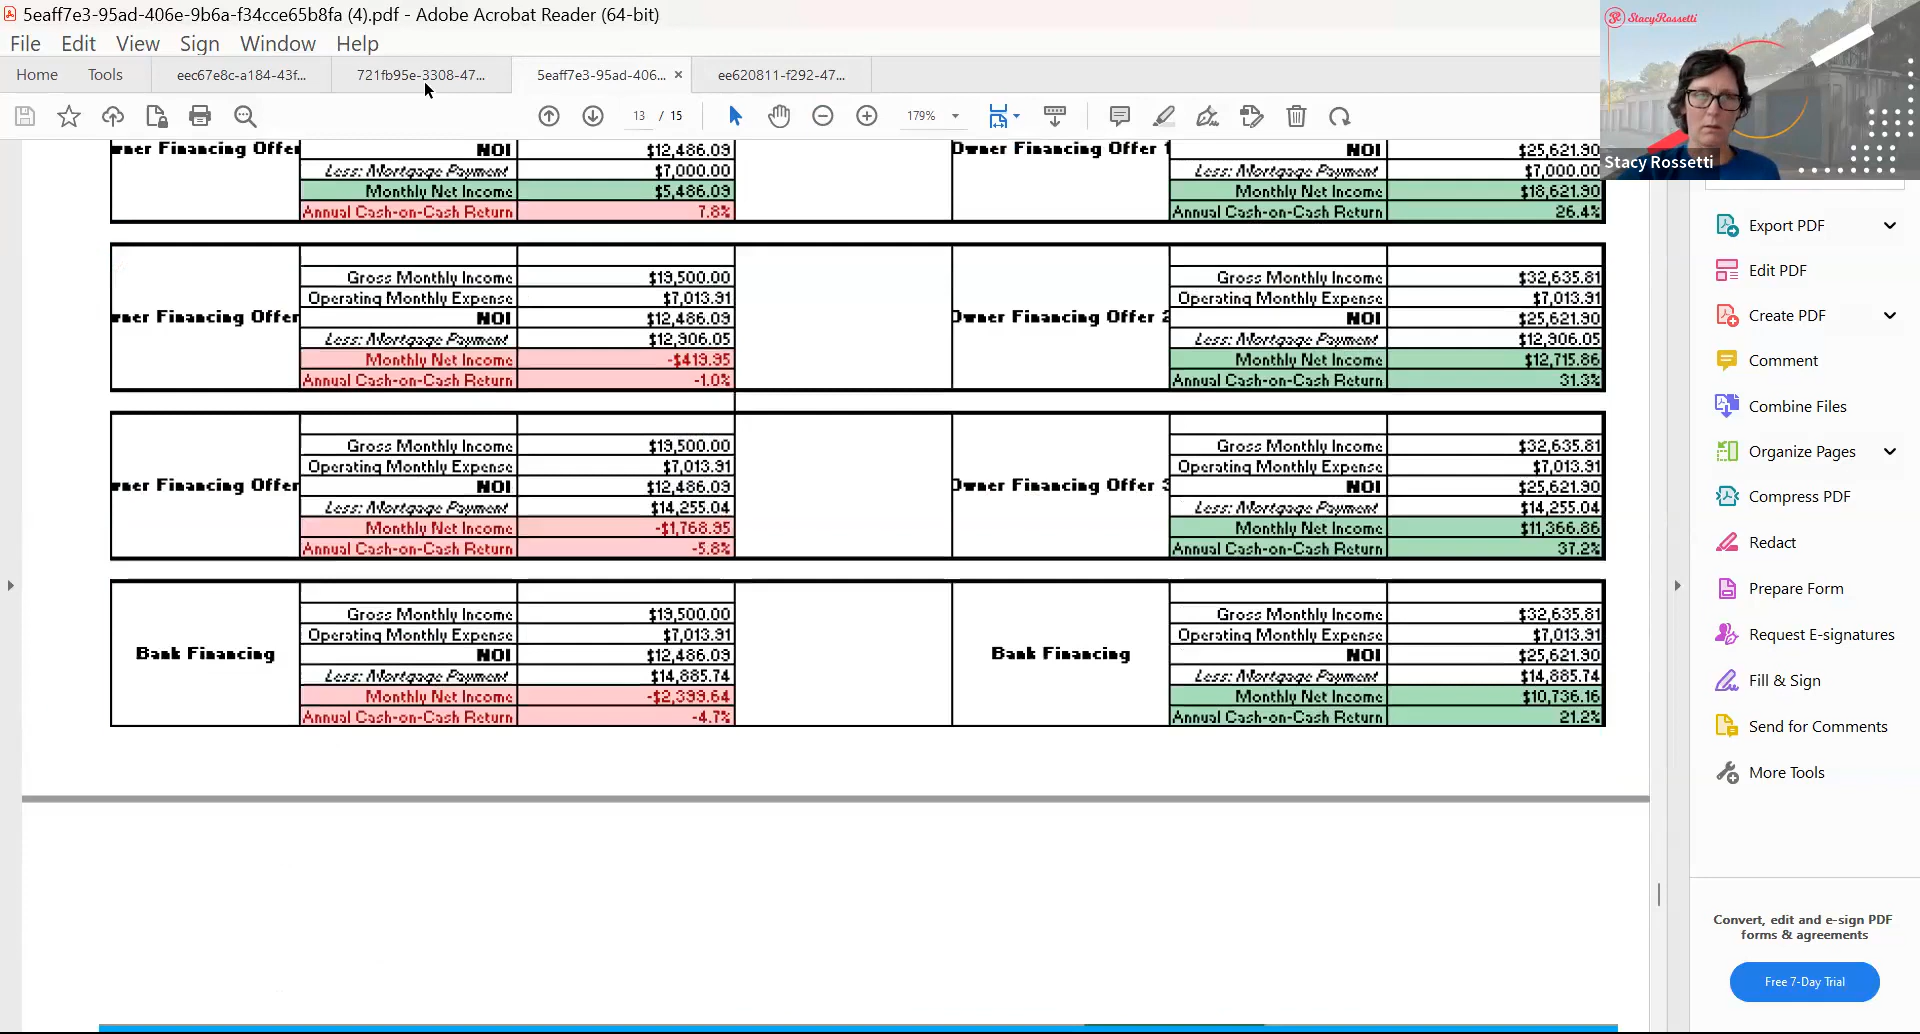 5eaff7e3-95ad-406e-9b6a-f34cce65b8fa (4).pdf - Adobe Acrobat Reader (64-bit)
File Edit View Sign Window Help
Home Tools eec67e8c-a184-43f... 721fb95e-3308-47... 5eaff7e3-95ad-406... × ee620811-f292-47...
13 / 15 179%
StacyRossetti
Stacy Rossetti
ner Financing Offer NOI $12,486.09 Owner Financing Offer 1 NOI $25,621.90
Less: Mortgage Payment $7,000.00 Less: Mortgage Payment $7,000.00
Monthly Net Income $5,486.09 Monthly Net Income $18,621.90
Annual Cash-on-Cash Return 7.8% Annual Cash-on-Cash Return 26.4%
Gross Monthly Income $19,500.00 Gross Monthly Income $32,635.81
Operating Monthly Expense $7,013.91 Operating Monthly Expense $7,013.91
ner Financing Offer NOI $12,486.09 Owner Financing Offer 2 NOI $25,621.90
Less: Mortgage Payment $12,906.05 Less: Mortgage Payment $12,906.05
Monthly Net Income -$419.95 Monthly Net Income $12,715.86
Annual Cash-on-Cash Return -1.0% Annual Cash-on-Cash Return 31.3%
Gross Monthly Income $19,500.00 Gross Monthly Income $32,635.81
Operating Monthly Expense $7,013.91 Operating Monthly Expense $7,013.91
ner Financing Offer NOI $12,486.09 Owner Financing Offer 3 NOI $25,621.90
Less: Mortgage Payment $14,255.04 Less: Mortgage Payment $14,255.04
Monthly Net Income -$1,768.95 Monthly Net Income $11,366.86
Annual Cash-on-Cash Return -5.8% Annual Cash-on-Cash Return 37.2%
Gross Monthly Income $19,500.00 Gross Monthly Income $32,635.81
Operating Monthly Expense $7,013.91 Operating Monthly Expense $7,013.91
Bank Financing NOI $12,486.09 Bank Financing NOI $25,621.90
Less: Mortgage Payment $14,885.74 Less: Mortgage Payment $14,885.74
Monthly Net Income -$2,399.64 Monthly Net Income $10,736.16
Annual Cash-on-Cash Return -4.7% Annual Cash-on-Cash Return 21.2%
Export PDF
Edit PDF
Create PDF
Comment
Combine Files
Organize Pages
Compress PDF
Redact
Prepare Form
Request E-signatures
Fill & Sign
Send for Comments
More Tools
Convert, edit and e-sign PDF
forms & agreements
Free 7-Day Trial